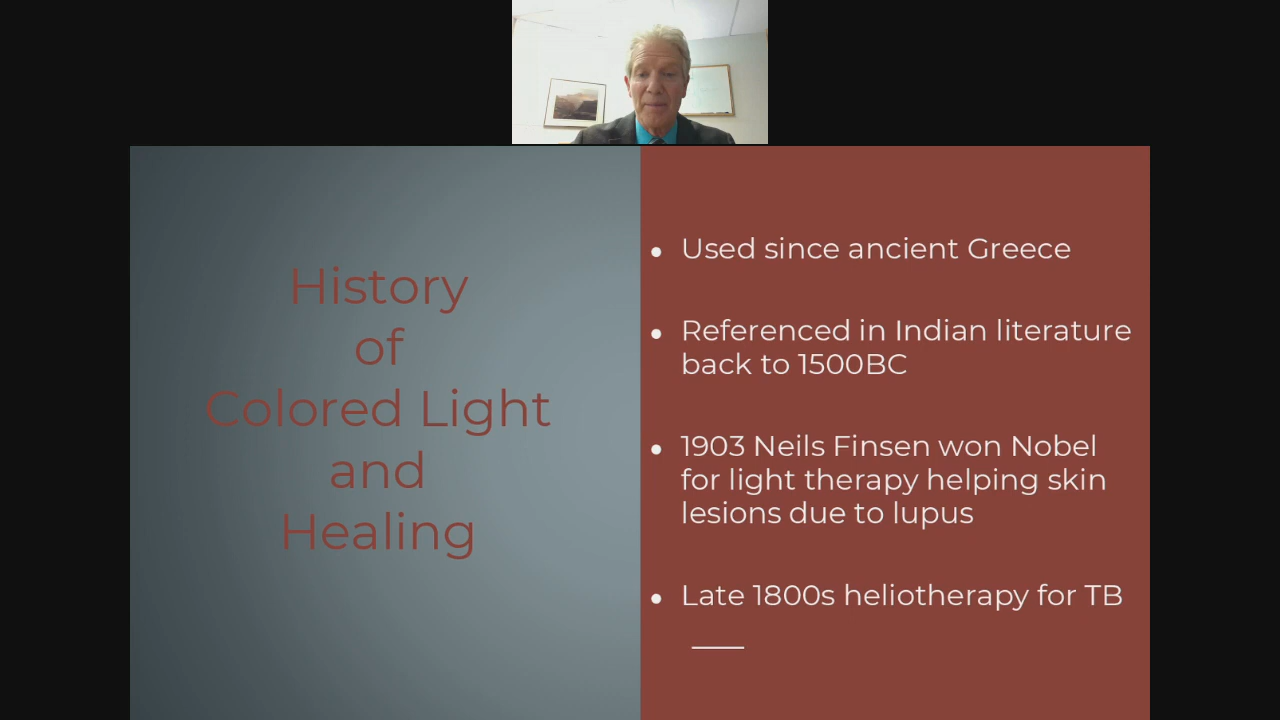 History
of
Colored Light
and
Healing
Used since ancient Greece
Referenced in Indian literature
back to 1500BC
1903 Neils Finsen won Nobel
for light therapy helping skin
lesions due to lupus
Late 1800s heliotherapy for TB